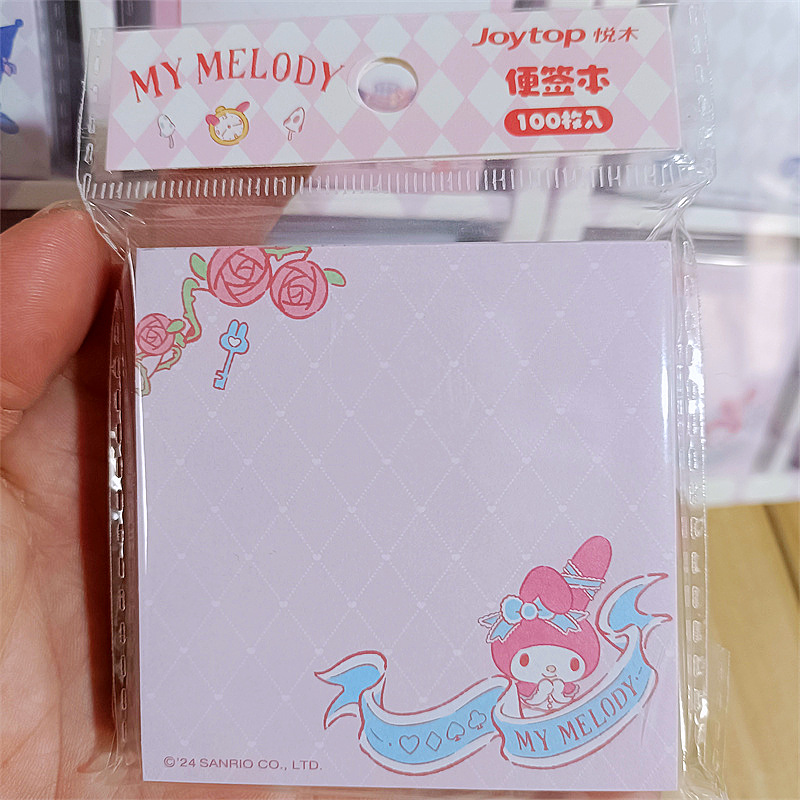 Joytop 悦木
MY MELODY
便签本
100枚入
MY MELODY
©'24 SANRIO CO., LTD.